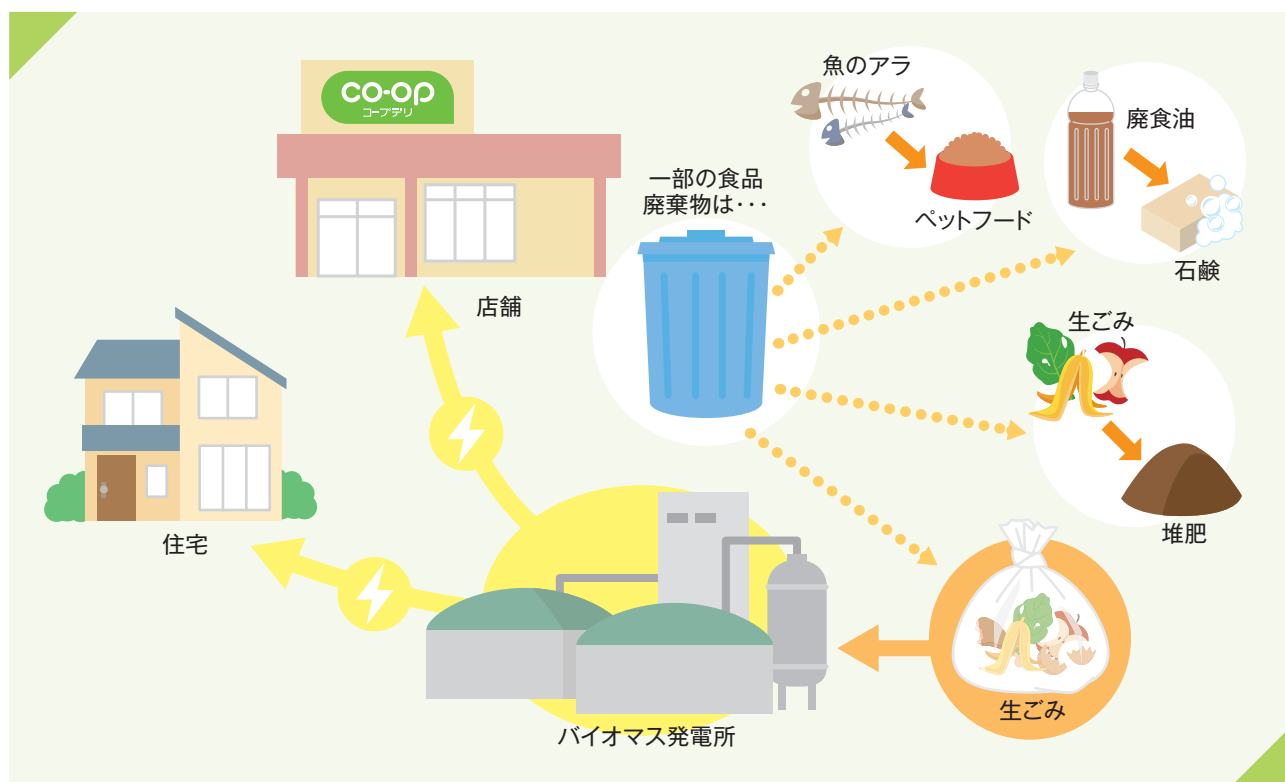 co-op
コープデリ
店舗
一部の食品
廃棄物は・・・
魚のアラ
ペットフード
廃食油
石鹸
生ごみ
堆肥
住宅
生ごみ
バイオマス発電所